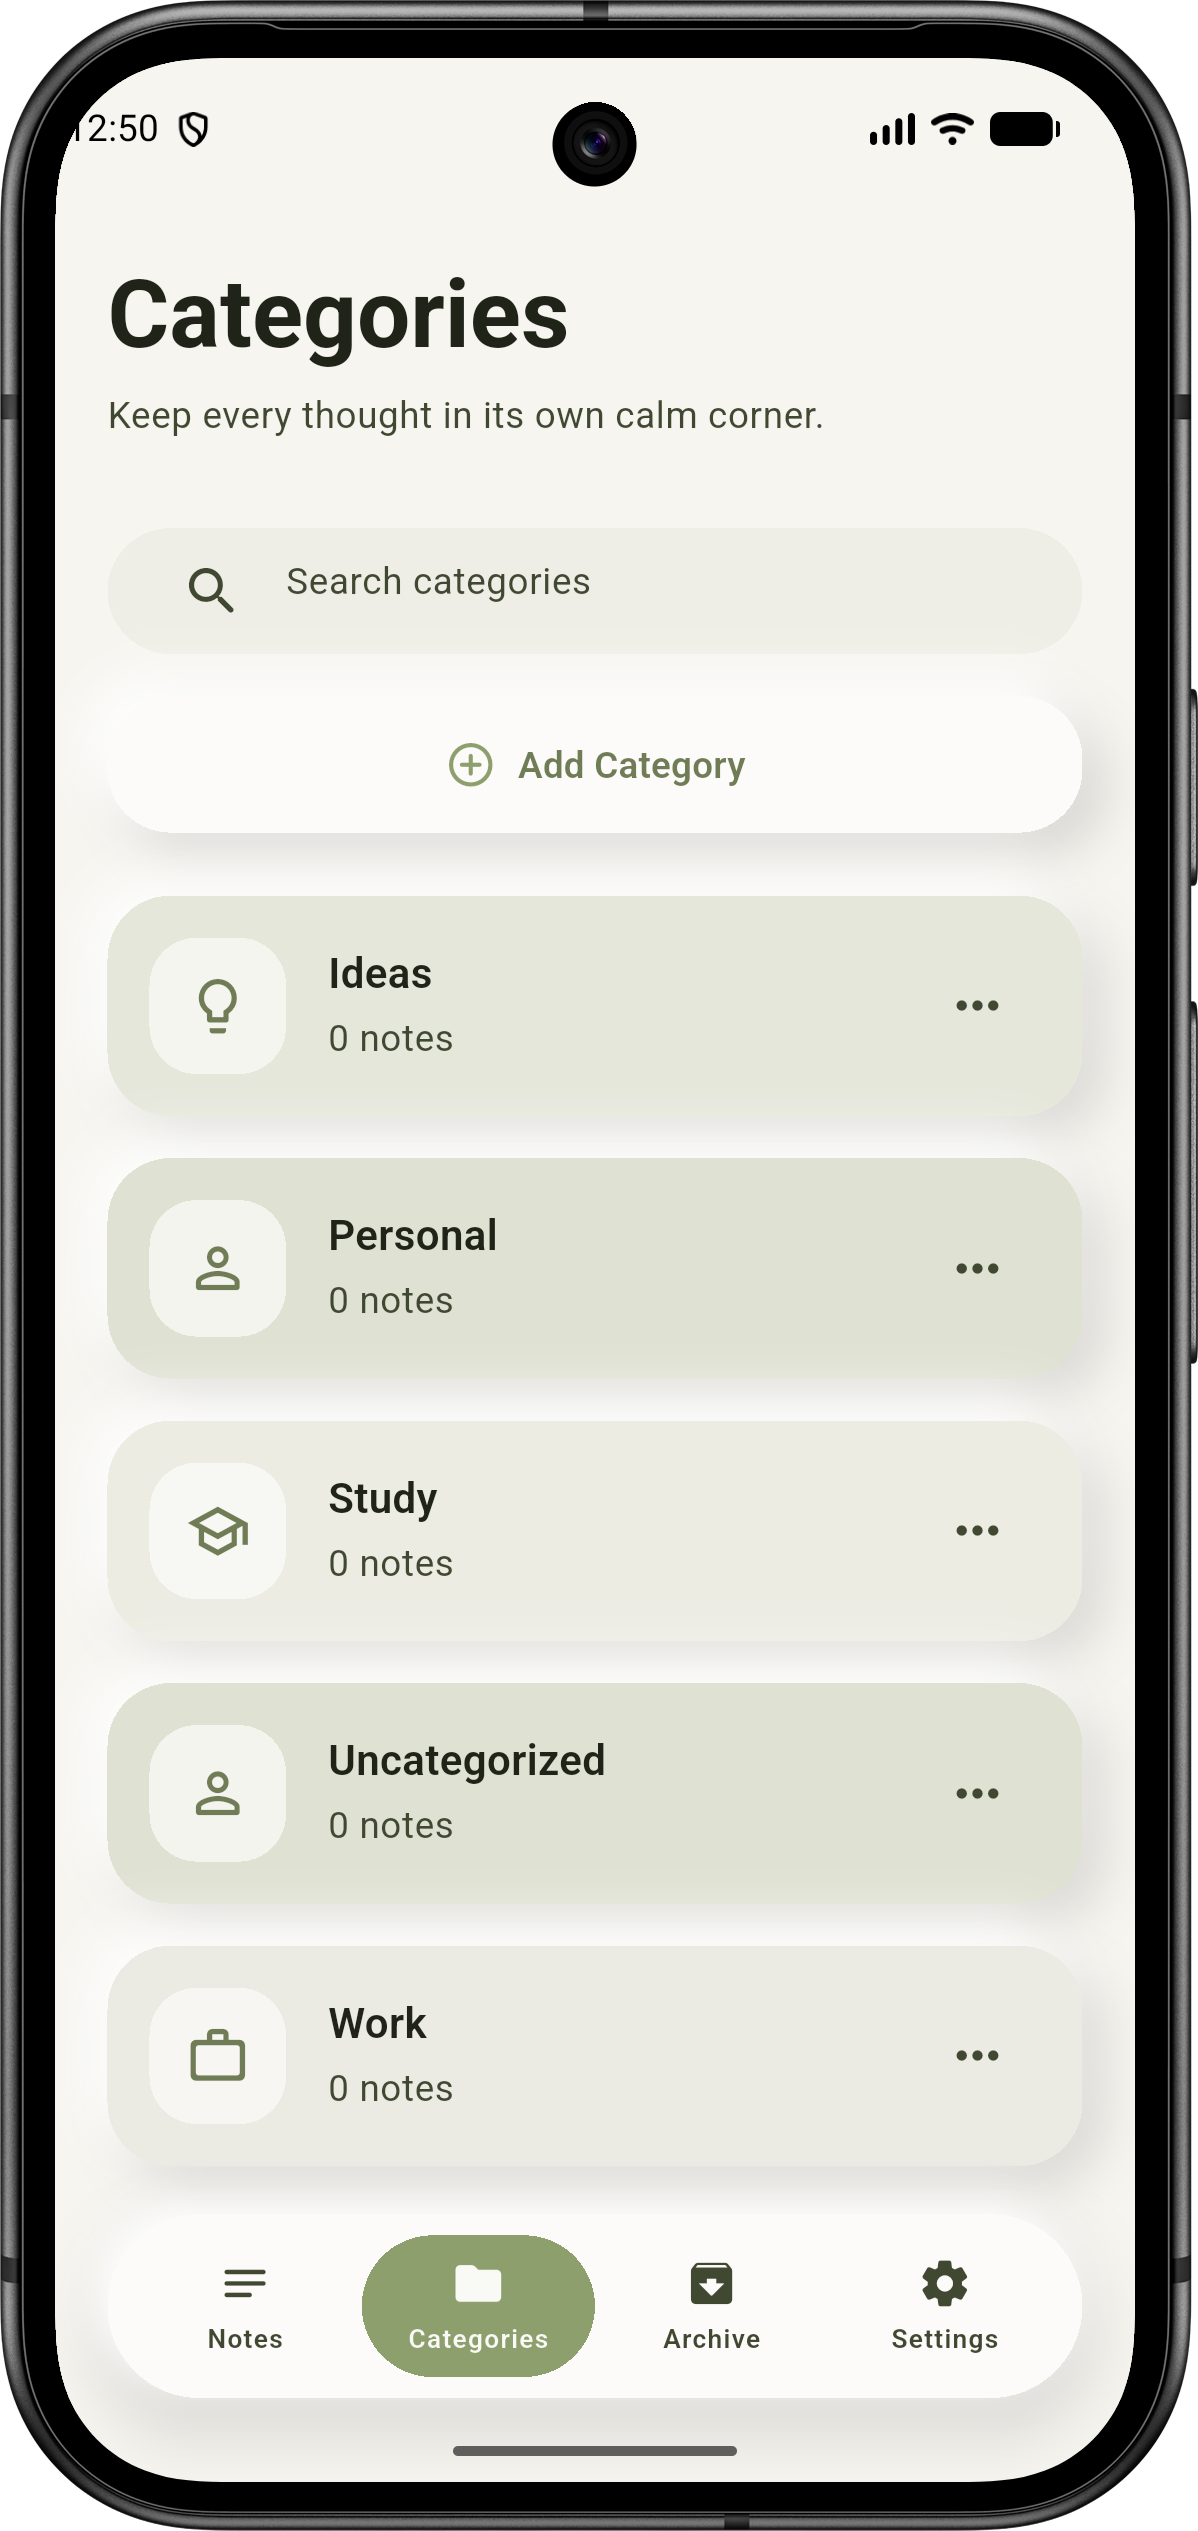 12:50
Categories
Keep every thought in its own calm corner.
Search categories
Add Category
Ideas
0 notes
Personal
0 notes
Study
0 notes
Uncategorized
0 notes
Work
0 notes
Notes
Categories
Archive
Settings